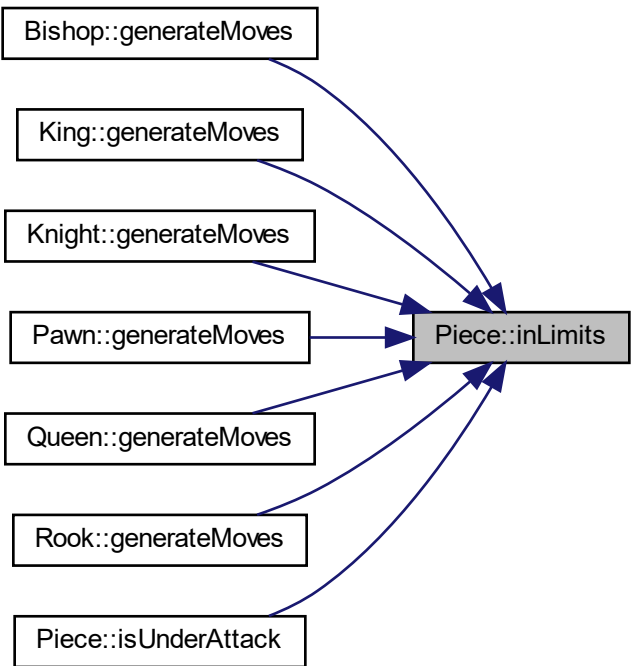 Bishop::generateMoves
King::generateMoves
Knight::generateMoves
Pawn::generateMoves
Piece::inLimits
Queen::generateMoves
Rook::generateMoves
Piece::isUnderAttack